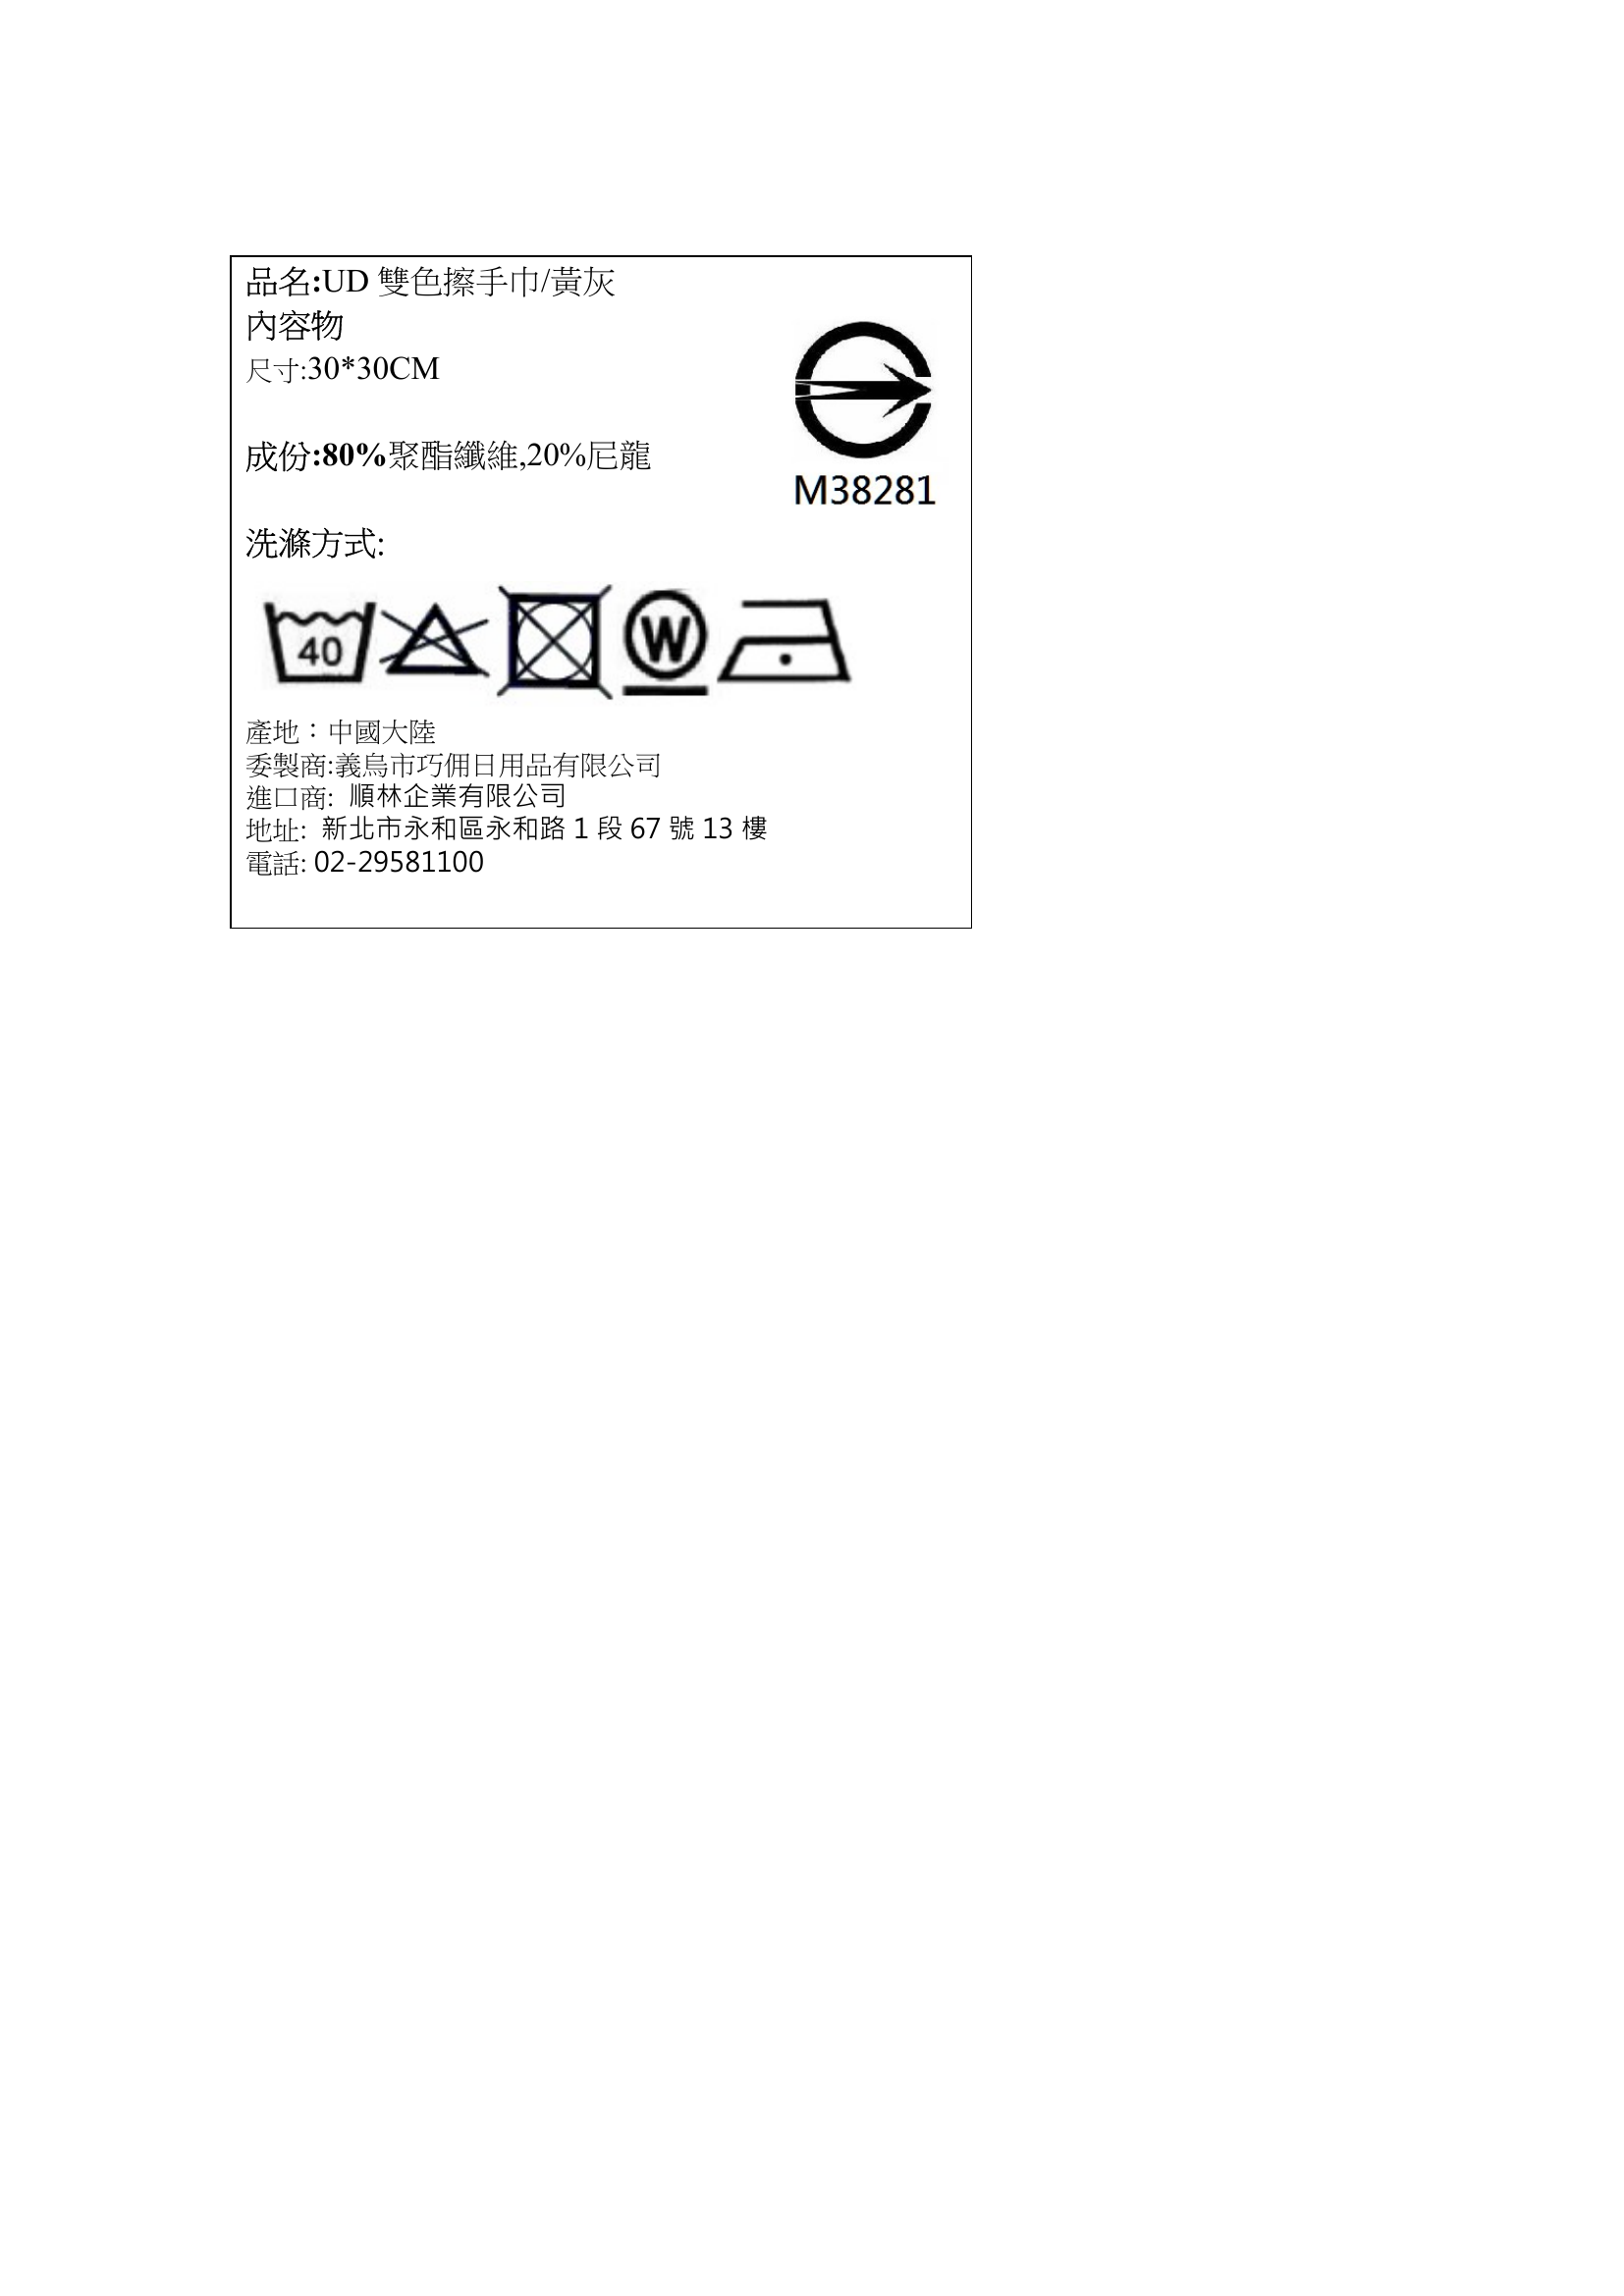 品名:UD 雙色擦手巾/黃灰
內容物
尺寸:30*30CM
M38281
成份:80%聚酯纖維,20%尼龍
洗滌方式:
40
W
產地：中國大陸
委製商:義烏市巧佣日用品有限公司
進口商: 順林企業有限公司
地址: 新北市永和區永和路 1 段 67 號 13 樓
電話: 02-29581100